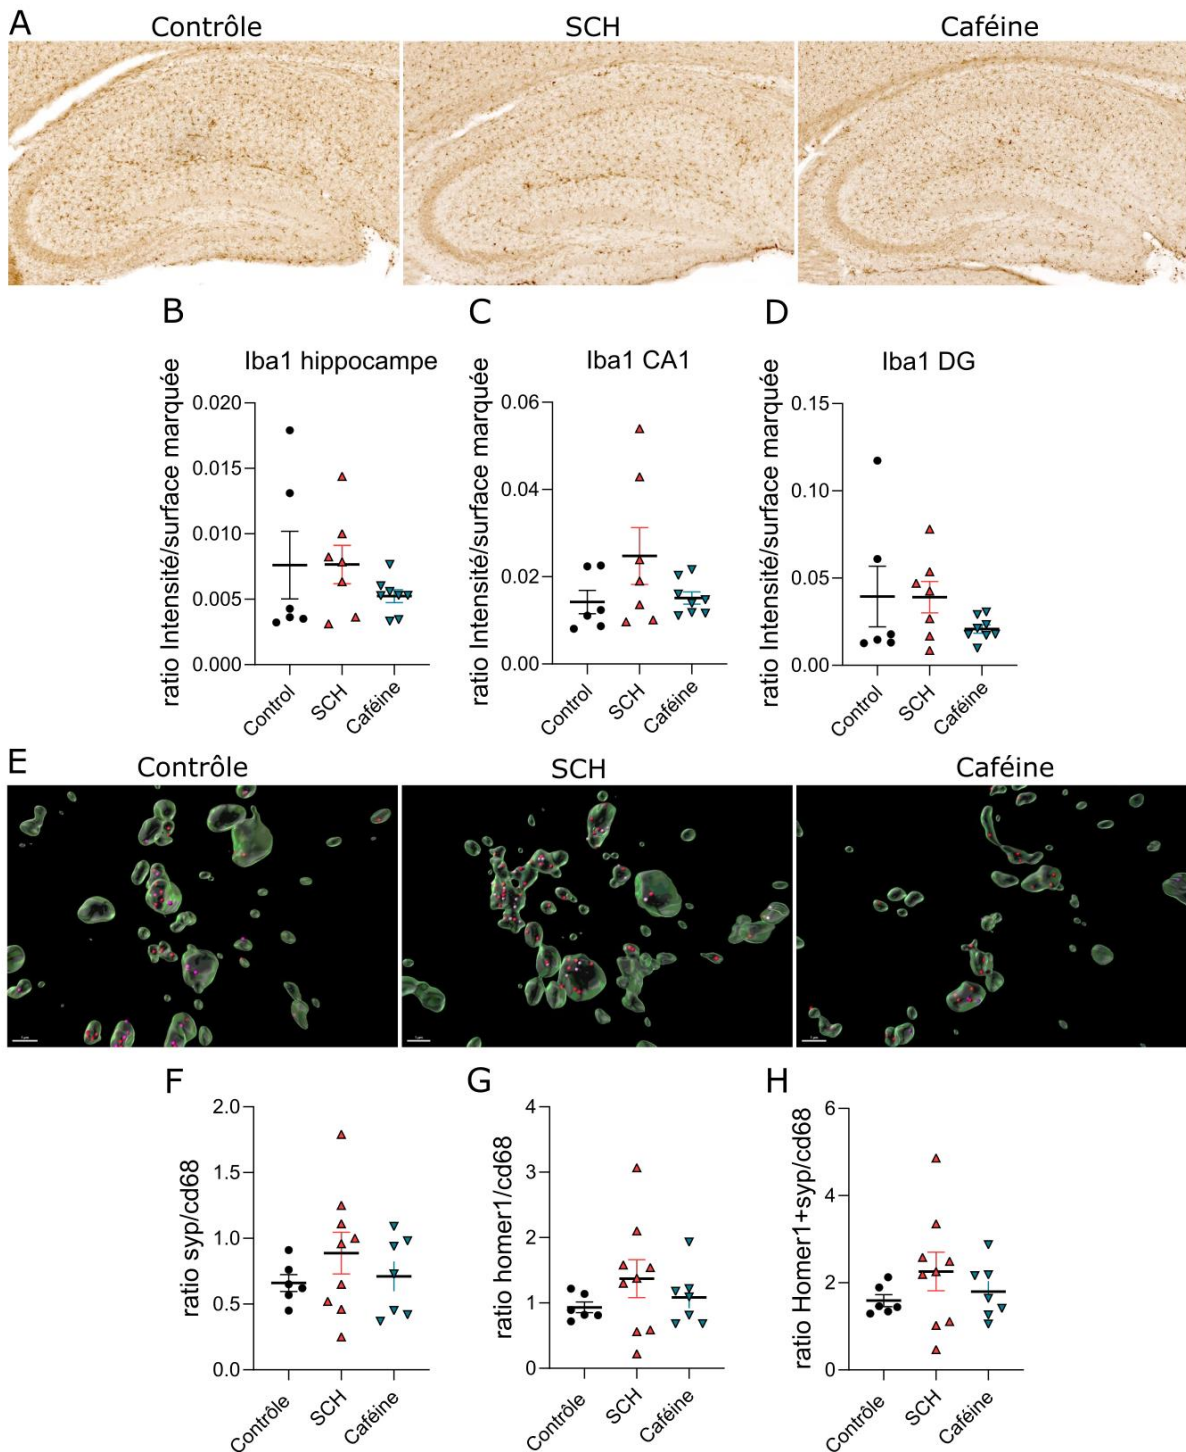 A
Contrôle
SCH
Caféine
B
C
D
Iba1 hippocampe
Iba1 CA1
Iba1 DG
ratio Intensité/surface marquée
0.020
0.015
0.010
0.005
0.000
Control
SCH
Caféine
ratio Intensité/surface marquée
0.06
0.04
0.02
0.00
Control
SCH
Caféine
ratio Intensité/surface marquée
0.15
0.10
0.05
0.00
Control
SCH
Caféine
E
Contrôle
SCH
Caféine
F
G
H
ratio syp/cd68
2.0
1.5
1.0
0.5
0.0
Contrôle
SCH
Caféine
ratio homer1/cd68
4
3
2
1
0
Contrôle
SCH
Caféine
ratio Homer1+syp/cd68
6
4
2
0
Contrôle
SCH
Caféine